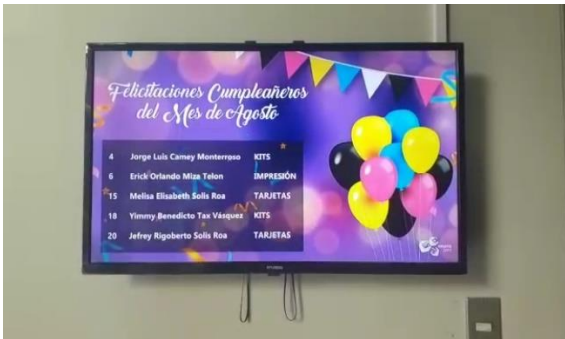 Felicitaciones Cumpleañeros
del Mes de Agosto
4 Jorge Luis Camey Monterroso KITS
6 Erick Orlando Miza Telon IMPRESIÓN
15 Melisa Elisabeth Solis Roa TARJETAS
18 Yimmy Benedicto Tax Vásquez KITS
20 Jefrey Rigoberto Solis Roa TARJETAS